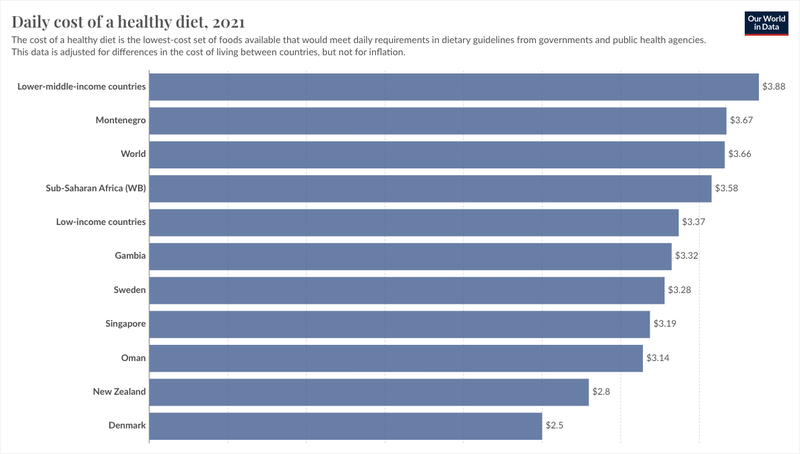 Daily cost of a healthy diet, 2021
Our World
in Data
The cost of a healthy diet is the lowest-cost set of foods available that would meet daily requirements in dietary guidelines from governments and public health agencies.
This data is adjusted for differences in the cost of living between countries, but not for inflation.
Lower-middle-income countries $3.88
Montenegro $3.67
World $3.66
Sub-Saharan Africa (WB) $3.58
Low-income countries $3.37
Gambia $3.32
Sweden $3.28
Singapore $3.19
Oman $3.14
New Zealand $2.8
Denmark $2.5